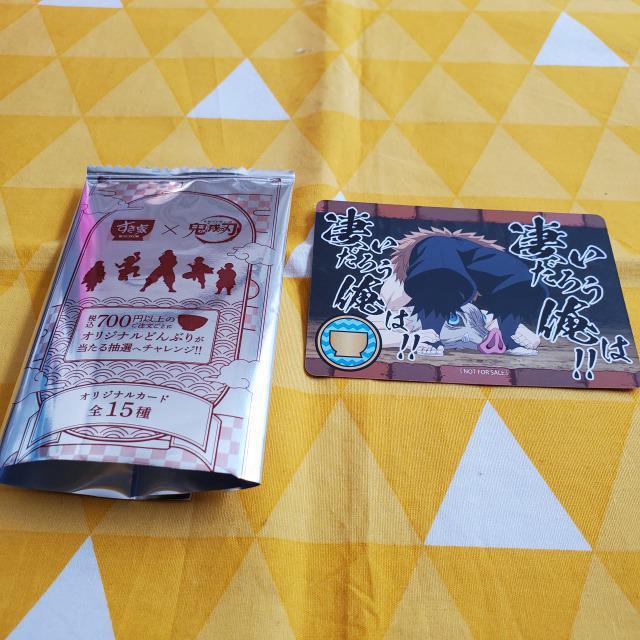 すき家
×
鬼滅の刃
税込700円以上の
ご注文ごとに
オリジナルどんぶりが
当たる抽選へチャレンジ!!
オリジナルカード
全15種
凄いだろう俺は!!
凄いだろう俺は!!
[NOT FOR SALE]